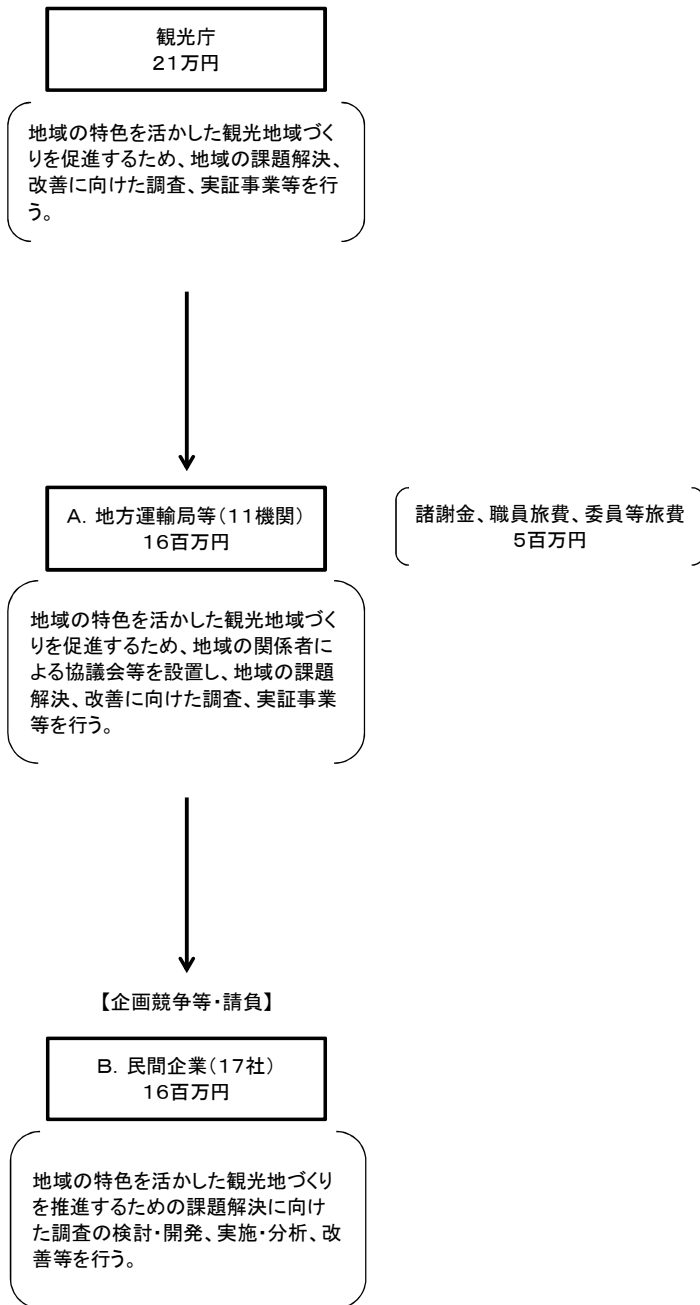 観光庁
21万円
地域の特色を活かした観光地域づく
りを促進するため、地域の課題解決、
改善に向けた調査、実証事業等を行
う。
A．地方運輸局等（11機関）
16百万円
諸謝金、職員旅費、委員等旅費
5百万円
地域の特色を活かした観光地域づく
りを促進するため、地域の関係者に
よる協議会等を設置し、地域の課題
解決、改善に向けた調査、実証事業
等を行う。
【企画競争等・請負】
B．民間企業（17社）
16百万円
地域の特色を活かした観光地づくり
を推進するための課題解決に向け
た調査の検討・開発、実施・分析、改
善等を行う。